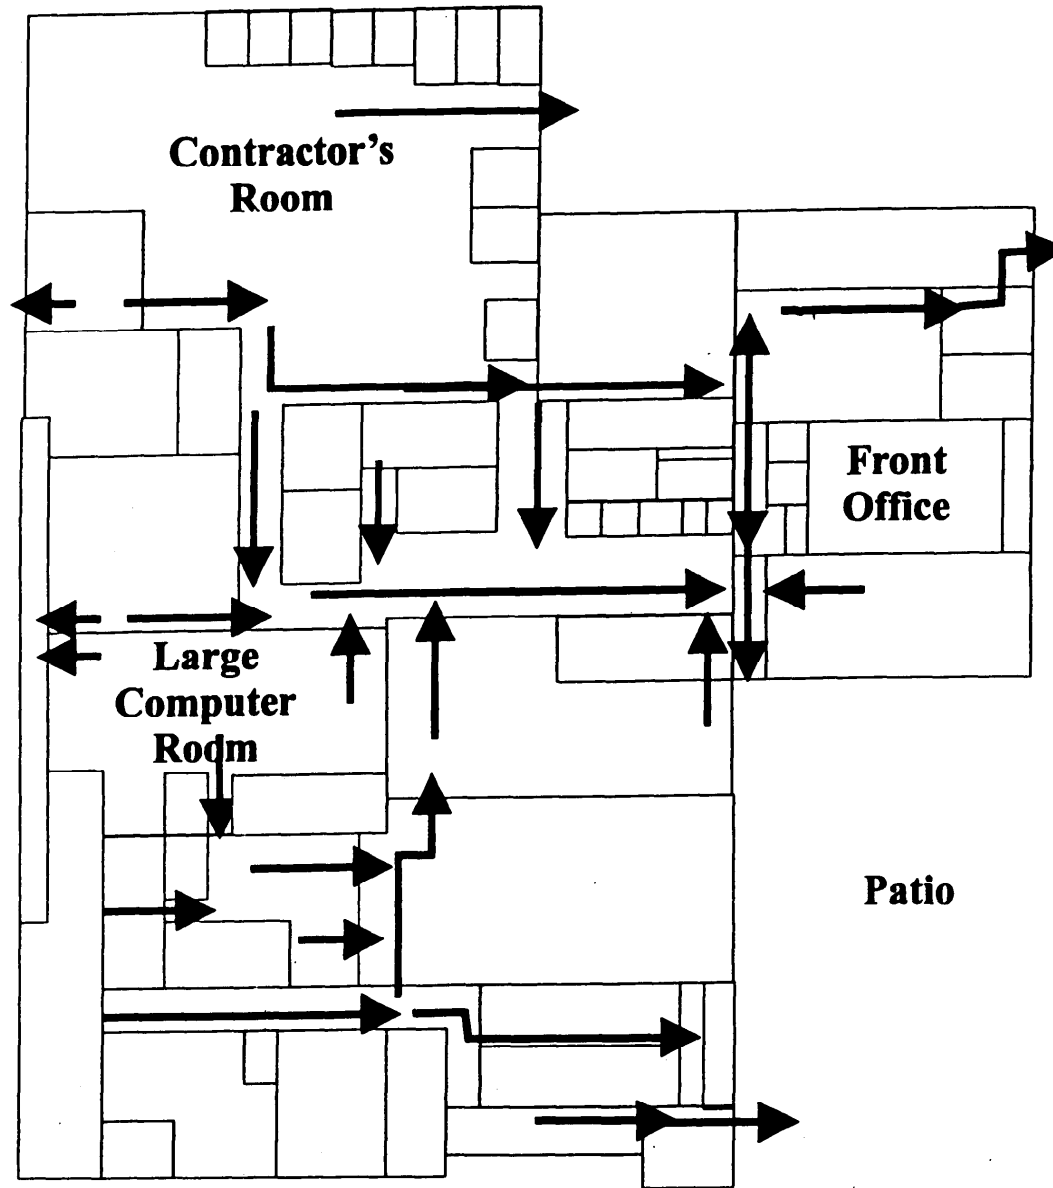 Contractor's
Room
Front
Office
Large
Computer
Room
Patio